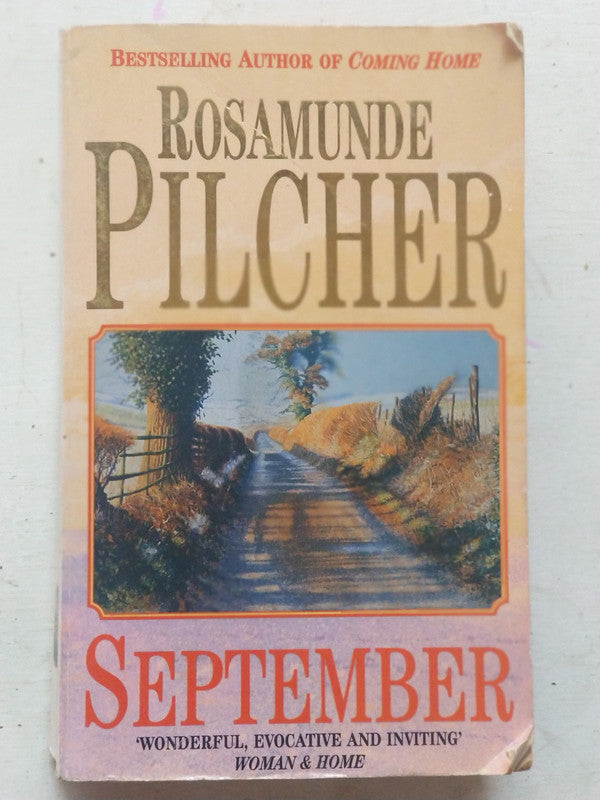 BESTSELLING AUTHOR OF COMING HOME
ROSAMUNDE
PILCHER
SEPTEMBER
'WONDERFUL, EVOCATIVE AND INVITING'
WOMAN & HOME